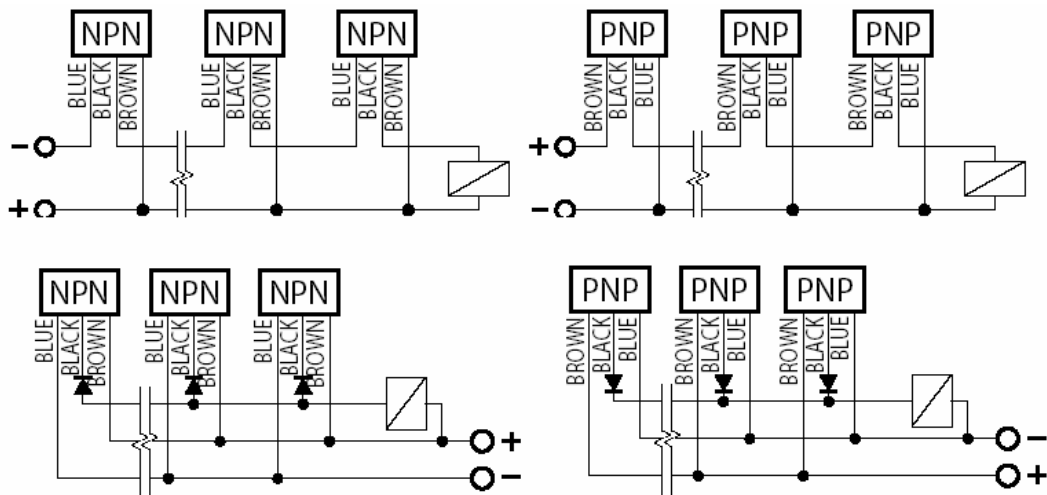 NPN NPN NPN
BLUE BLACK BROWN BLUE BLACK BROWN BLUE BLACK BROWN
-
+
PNP PNP PNP
BROWN BLACK BLUE BROWN BLACK BLUE BROWN BLACK BLUE
+
-
NPN NPN NPN
BLUE BLACK BROWN BLUE BLACK BROWN BLUE BLACK BROWN
+
-
PNP PNP PNP
BROWN BLACK BLUE BROWN BLACK BLUE BROWN BLACK BLUE
-
+